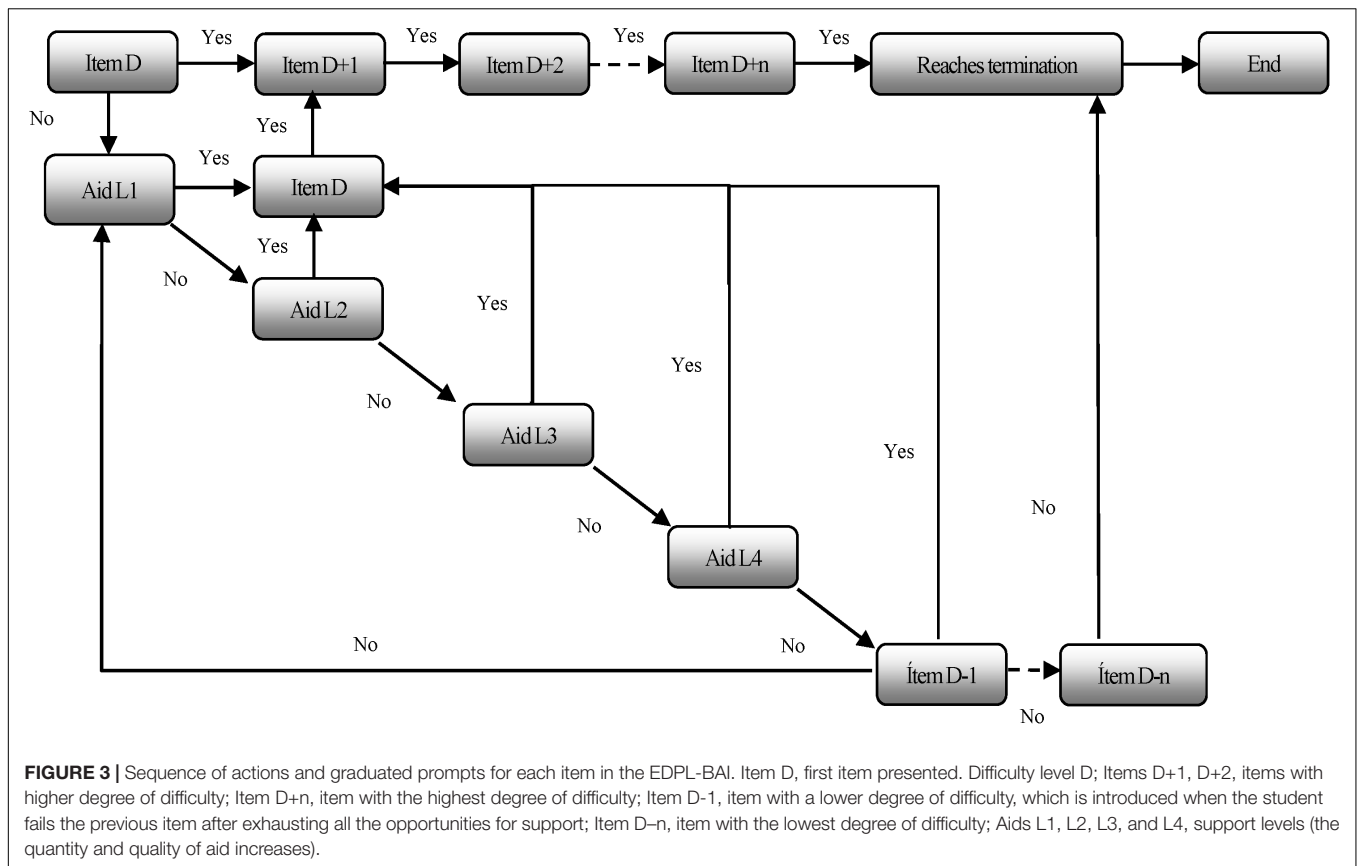 Yes Yes Yes Yes
Item D Item D+1 Item D+2 Item D+n Reaches termination End
No Yes
Yes
Aid L1 Item D
Yes
No
Aid L2 Yes
Yes
No
Aid L3 Yes
No
No
Aid L4
No No
Ítem D-1 Ítem D-n
No
FIGURE 3 | Sequence of actions and graduated prompts for each item in the EDPL-BAI. Item D, first item presented. Difficulty level D; Items D+1, D+2, items with
higher degree of difficulty; Item D+n, item with the highest degree of difficulty; Item D-1, item with a lower degree of difficulty, which is introduced when the student
fails the previous item after exhausting all the opportunities for support; Item D–n, item with the lowest degree of difficulty; Aids L1, L2, L3, and L4, support levels (the
quantity and quality of aid increases).